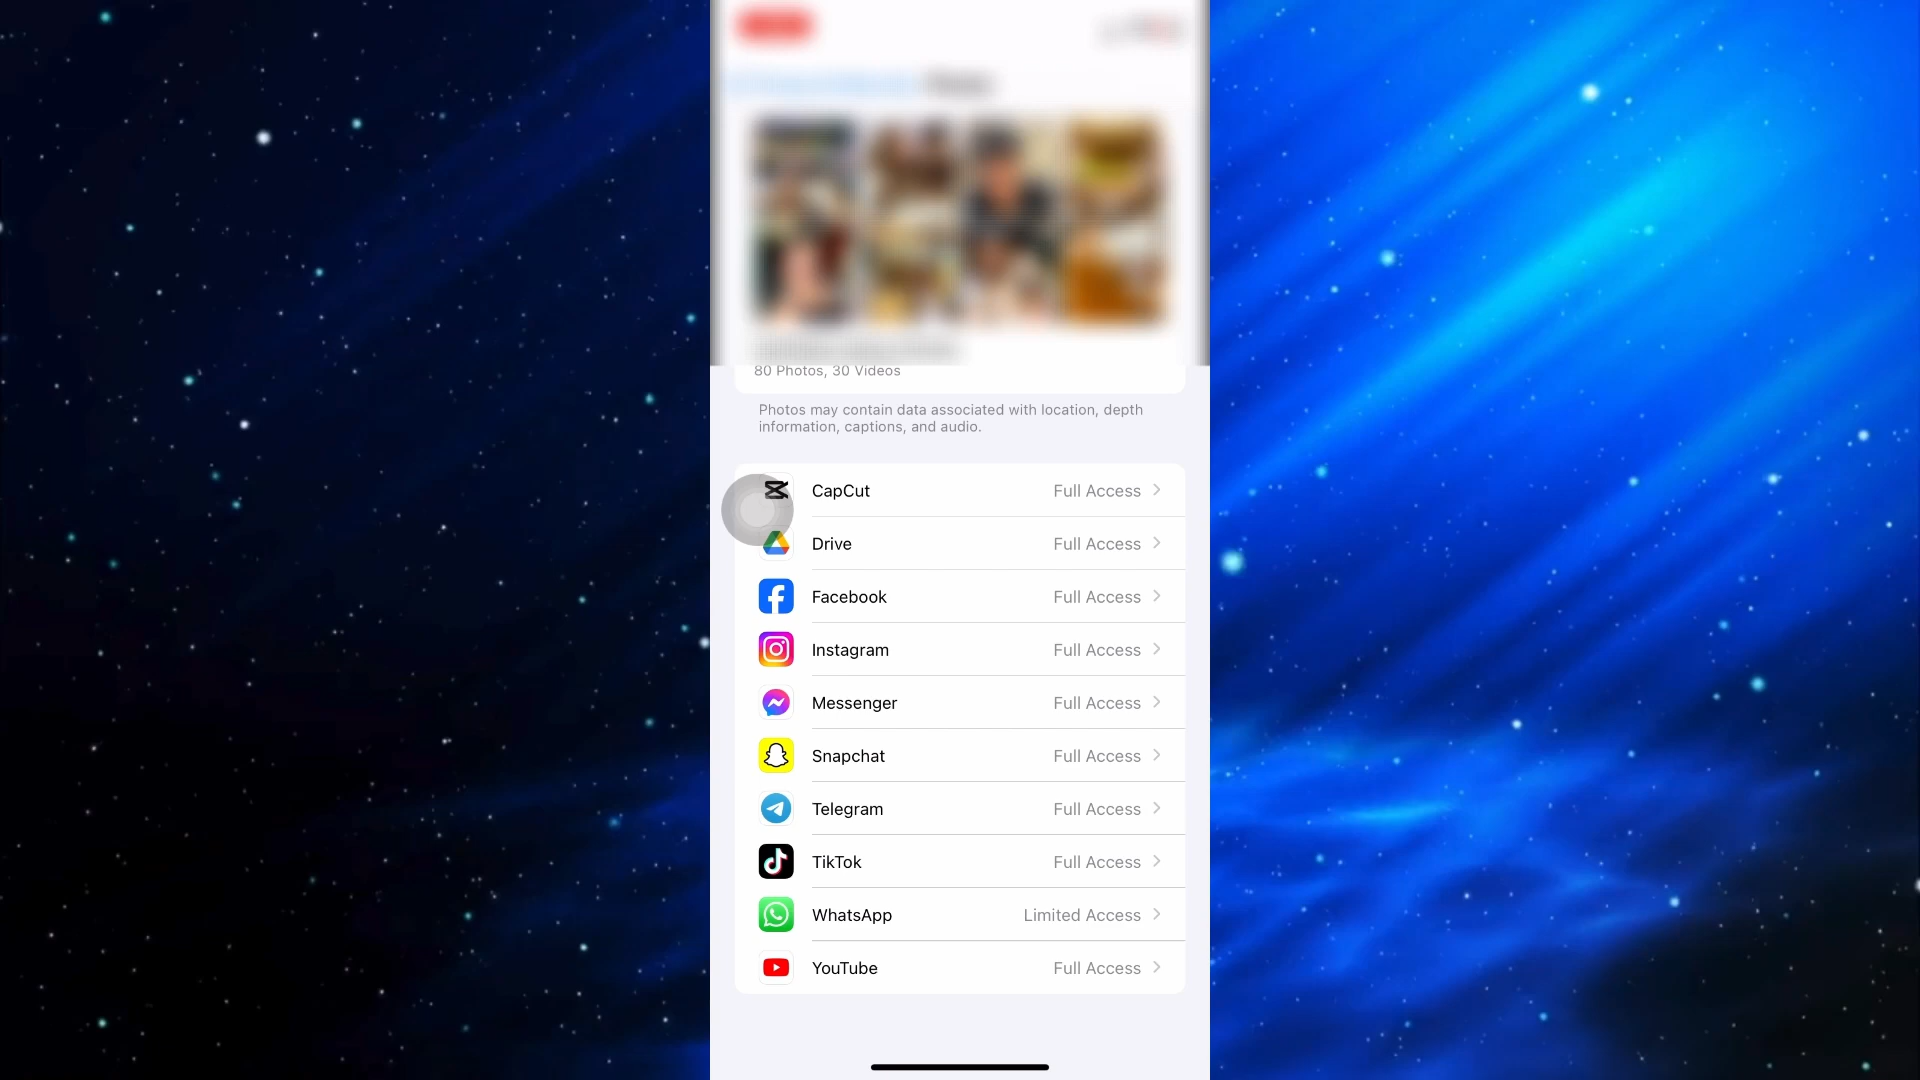 80 Photos, 30 Videos
Photos may contain data associated with location, depth
information, captions, and audio.
CapCut Full Access
Drive Full Access
Facebook Full Access
Instagram Full Access
Messenger Full Access
Snapchat Full Access
Telegram Full Access
TikTok Full Access
WhatsApp Limited Access
YouTube Full Access